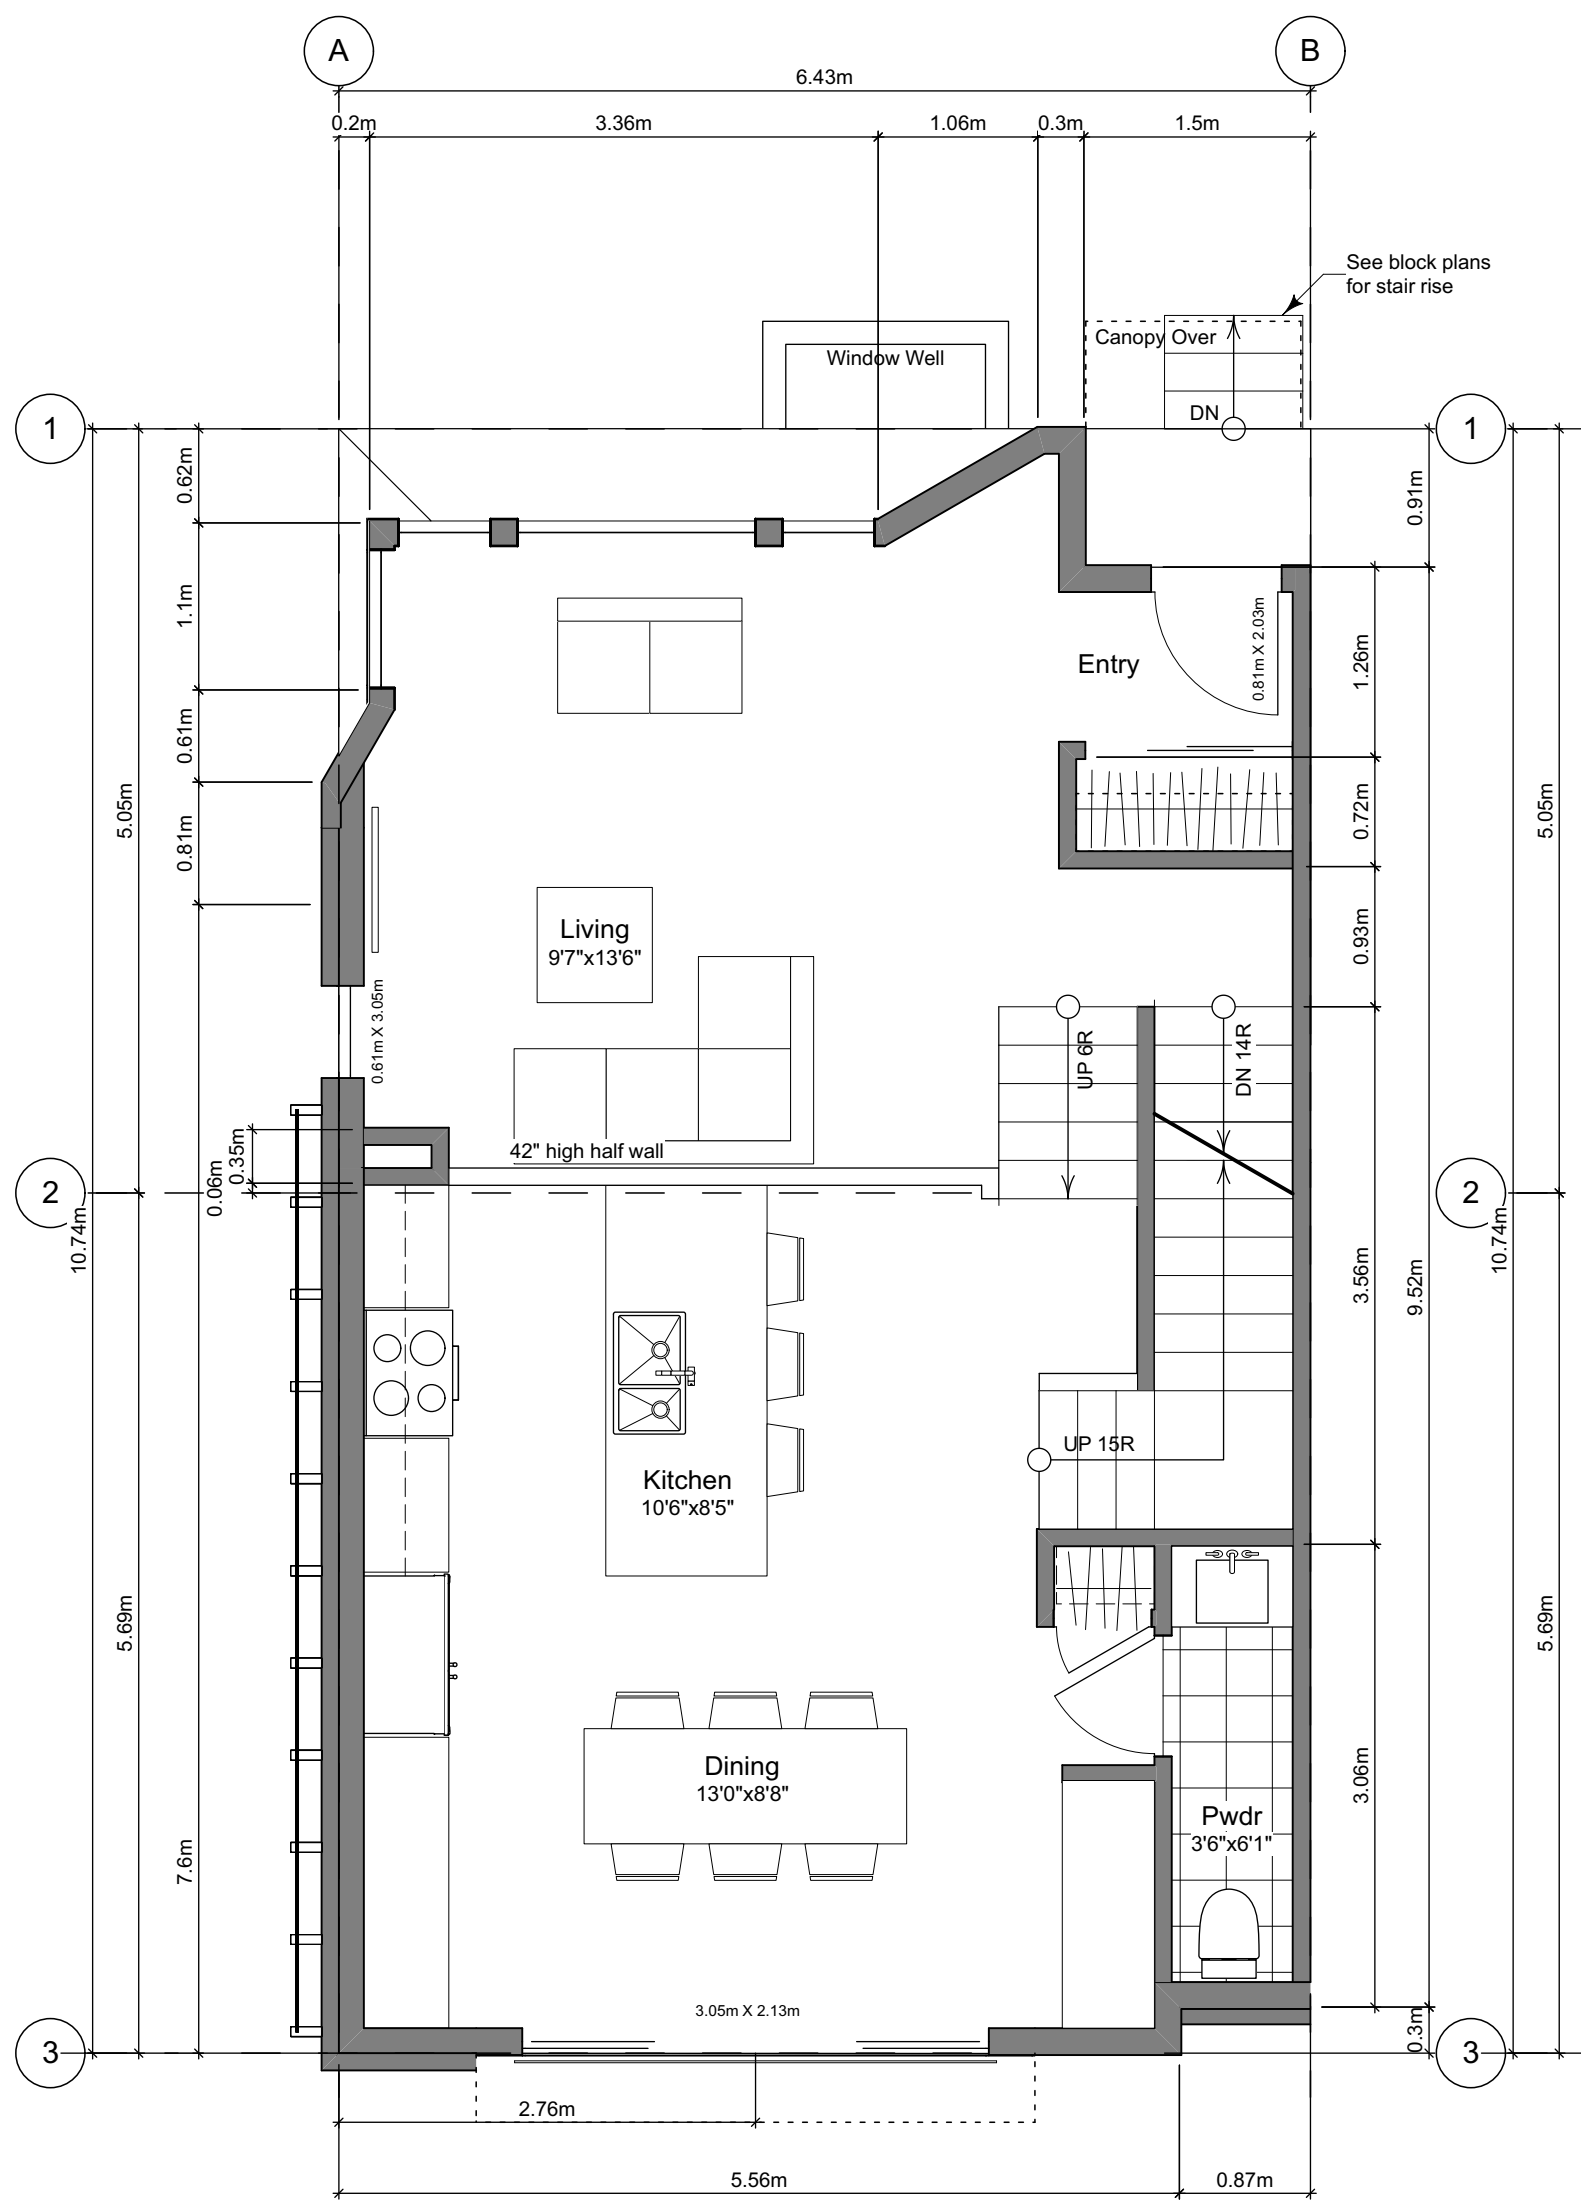 A
B
6.43m
0.2m
3.36m
1.06m
0.3m
1.5m
See block plans
for stair rise
Canopy Over
Window Well
DN
1
1
0.62m
0.91m
1.1m
0.81m X 2.03m
1.26m
Entry
0.61m
5.05m
0.81m
0.72m
5.05m
Living
9'7"x13'6"
0.93m
0.61m X 3.05m
UP 6R
DN 14R
42" high half wall
0.35m
0.06m
2
2
10.74m
10.74m
3.56m
9.52m
UP 15R
Kitchen
10'6"x8'5"
5.69m
5.69m
Dining
13'0"x8'8"
3.06m
Pwdr
3'6"x6'1"
7.6m
3.05m X 2.13m
0.3m
3
3
2.76m
5.56m
0.87m